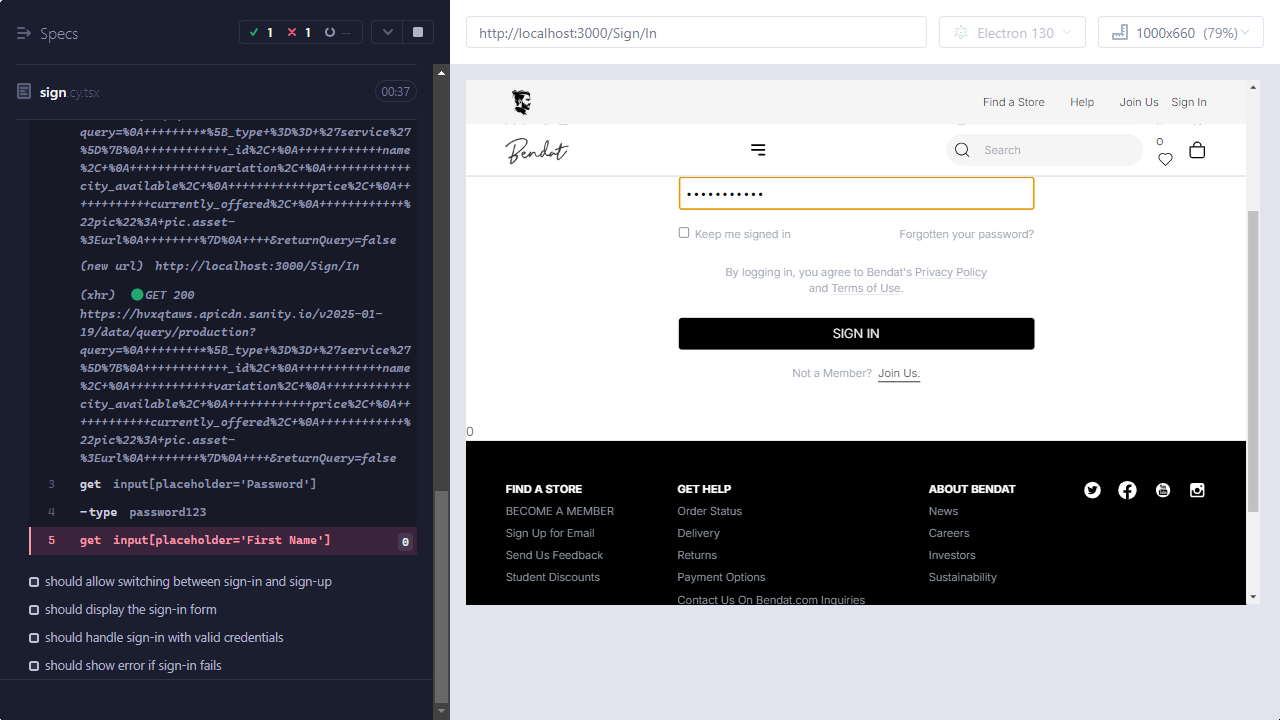 Specs
1
1
--
sign.cy.tsx
00:37
query=%0A++++++++*%5B_type+%3D%3D+%27service%27
%5D%7B%0A++++++++++++_id%2C+%0A++++++++++++name
%2C+%0A++++++++++++variation%2C+%0A++++++++++++
city_available%2C+%0A++++++++++++price%2C+%0A++
++++++++++currently_offered%2C+%0A++++++++++++%
22pic%22%3A+pic.asset-
%3Eurl%0A++++++++%7D%0A++++&returnQuery=false
(new url) http://localhost:3000/Sign/In
(xhr) GET 200
https://hvxqtaws.apicdn.sanity.io/v2025-01-
19/data/query/production?
query=%0A++++++++*%5B_type+%3D%3D+%27service%27
%5D%7B%0A++++++++++++_id%2C+%0A++++++++++++name
%2C+%0A++++++++++++variation%2C+%0A++++++++++++
city_available%2C+%0A++++++++++++price%2C+%0A++
++++++++++currently_offered%2C+%0A++++++++++++%
22pic%22%3A+pic.asset-
%3Eurl%0A++++++++%7D%0A++++&returnQuery=false
3 get input[placeholder='Password']
4 -type password123
5 get input[placeholder='First Name'] 0
should allow switching between sign-in and sign-up
should display the sign-in form
should handle sign-in with valid credentials
should show error if sign-in fails
http://localhost:3000/Sign/In
Electron 130
1000x660 (79%)
Find a Store Help Join Us Sign In
Bendat
Search
0
Keep me signed in
Forgotten your password?
By logging in, you agree to Bendat's Privacy Policy
and Terms of Use.
SIGN IN
Not a Member? Join Us.
0
FIND A STORE
BECOME A MEMBER
Sign Up for Email
Send Us Feedback
Student Discounts
GET HELP
Order Status
Delivery
Returns
Payment Options
Contact Us On Bendat.com Inquiries
ABOUT BENDAT
News
Careers
Investors
Sustainability